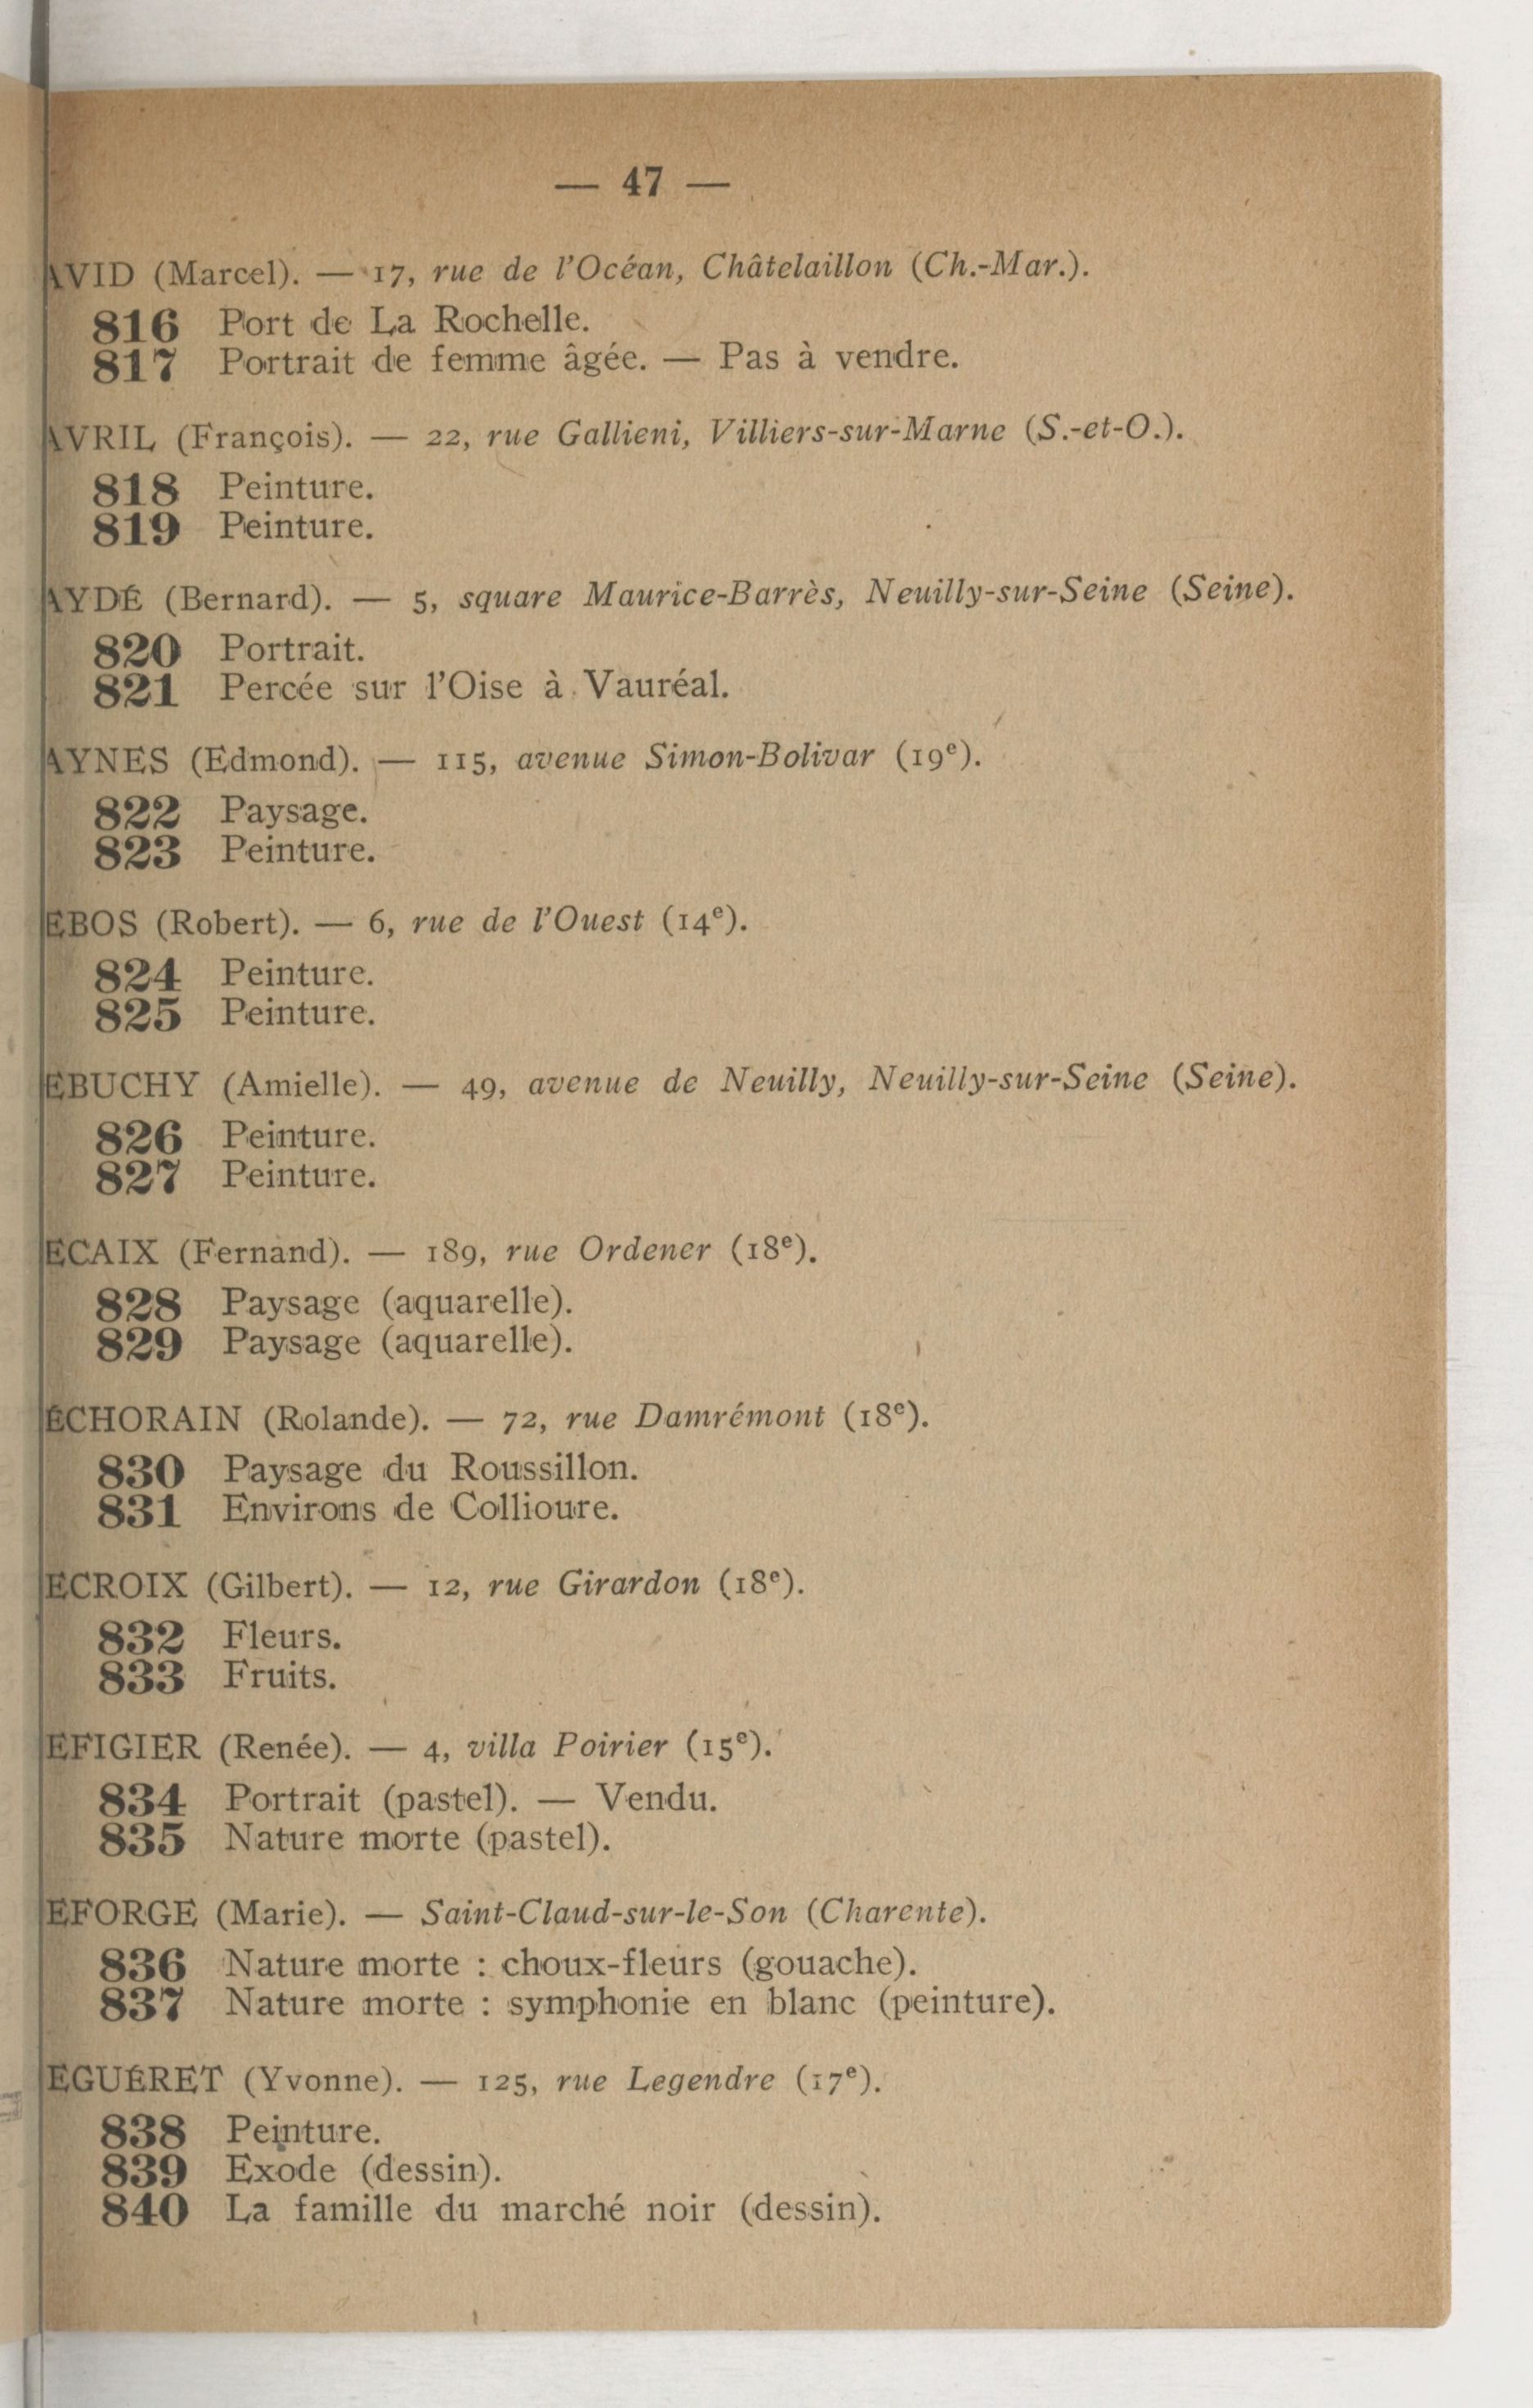 — 47 —
AVID (Marcel). — 17, rue de l'Océan, Châtelaillon (Ch.-Mar.).
816 Port de La Rochelle.
817 Portrait de femme âgée. — Pas à vendre.
AVRIL (François). — 22, rue Gallieni, Villiers-sur-Marne (S.-et-O.).
818 Peinture.
819 Peinture.
AYDÉ (Bernard). — 5, square Maurice-Barrès, Neuilly-sur-Seine (Seine).
820 Portrait.
821 Percée sur l'Oise à Vauréal.
AYNES (Edmond). — 115, avenue Simon-Bolivar (19e).
822 Paysage.
823 Peinture.
EBOS (Robert). — 6, rue de l'Ouest (14e).
824 Peinture.
825 Peinture.
EBUCHY (Amielle). — 49, avenue de Neuilly, Neuilly-sur-Seine (Seine).
826 Peinture.
827 Peinture.
ECAIX (Fernand). — 189, rue Ordener (18e).
828 Paysage (aquarelle).
829 Paysage (aquarelle).
ÉCHORAIN (Rolande). — 72, rue Damrémont (18e).
830 Paysage du Roussillon.
831 Environs de Collioure.
ECROIX (Gilbert). — 12, rue Girardon (18e).
832 Fleurs.
833 Fruits.
EFIGIER (Renée). — 4, villa Poirier (15e).
834 Portrait (pastel). — Vendu.
835 Nature morte (pastel).
EFORGE (Marie). — Saint-Claud-sur-le-Son (Charente).
836 Nature morte : choux-fleurs (gouache).
837 Nature morte : symphonie en blanc (peinture).
EGUÉRET (Yvonne). — 125, rue Legendre (17e).
838 Peinture.
839 Exode (dessin).
840 La famille du marché noir (dessin).